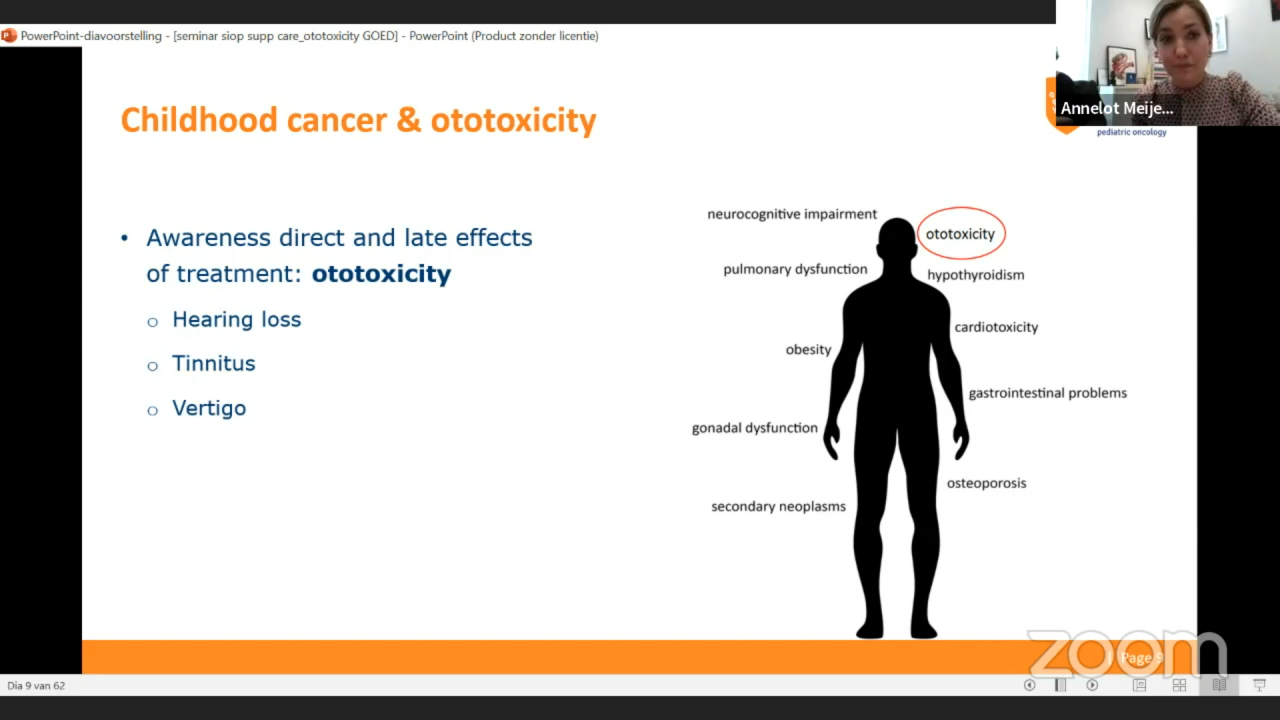 PowerPoint-diavoorstelling - [seminar siop supp care_ototoxicity GOED] - PowerPoint (Product zonder licentie)
Annelot Meije...
pediatric oncology
Childhood cancer & ototoxicity
• Awareness direct and late effects
of treatment: ototoxicity
o Hearing loss
o Tinnitus
o Vertigo
neurocognitive impairment
ototoxicity
pulmonary dysfunction
hypothyroidism
cardiotoxicity
obesity
gastrointestinal problems
gonadal dysfunction
osteoporosis
secondary neoplasms
zoom
Page 9
Dia 9 van 62